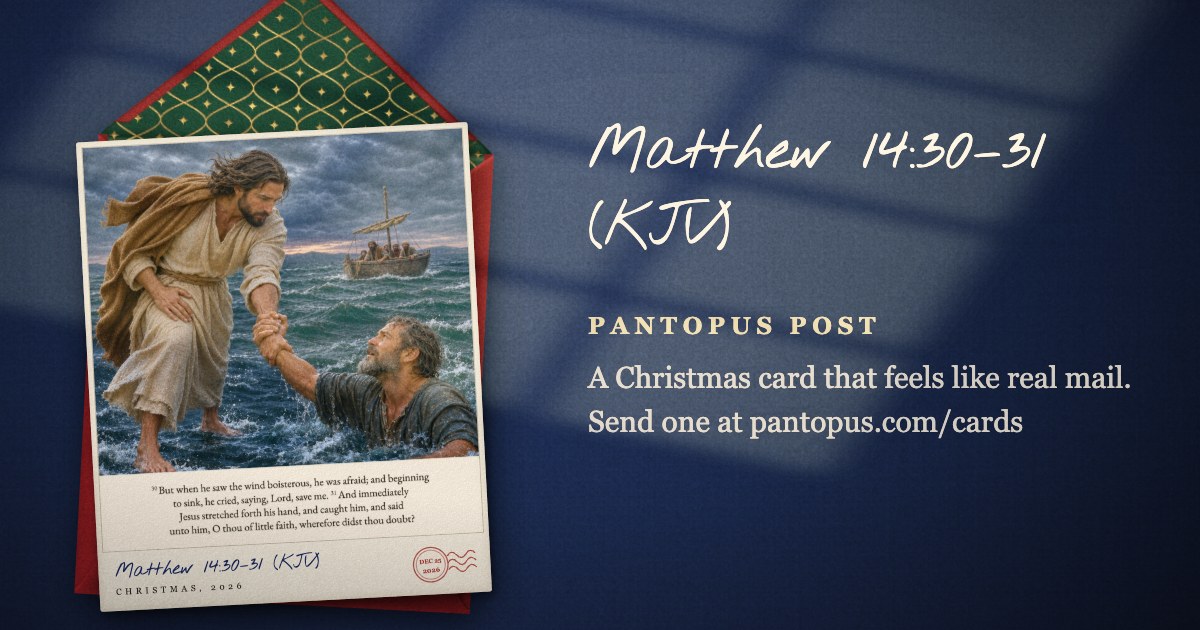 ³⁰ But when he saw the wind boisterous, he was afraid; and beginning
to sink, he cried, saying, Lord, save me. ³¹ And immediately
Jesus stretched forth his hand, and caught him, and said
unto him, O thou of little faith, wherefore didst thou doubt?
Matthew 14:30–31 (KJV)
CHRISTMAS, 2026
DEC 25
2026
Matthew 14:30–31
(KJV)
PANTOPUS POST
A Christmas card that feels like real mail.
Send one at pantopus.com/cards